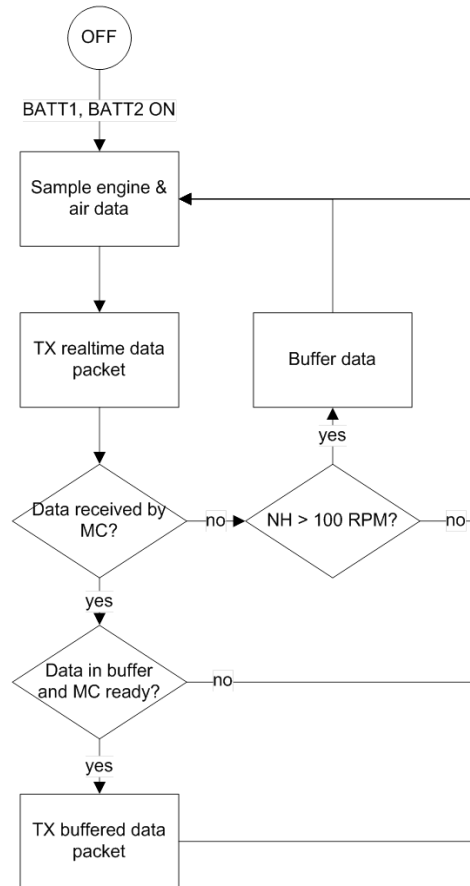 OFF
BATT1, BATT2 ON
Sample engine &
air data
TX realtime data
packet
Buffer data
yes
Data received by
MC?
no
NH > 100 RPM?
no
yes
Data in buffer
and MC ready?
no
yes
TX buffered data
packet